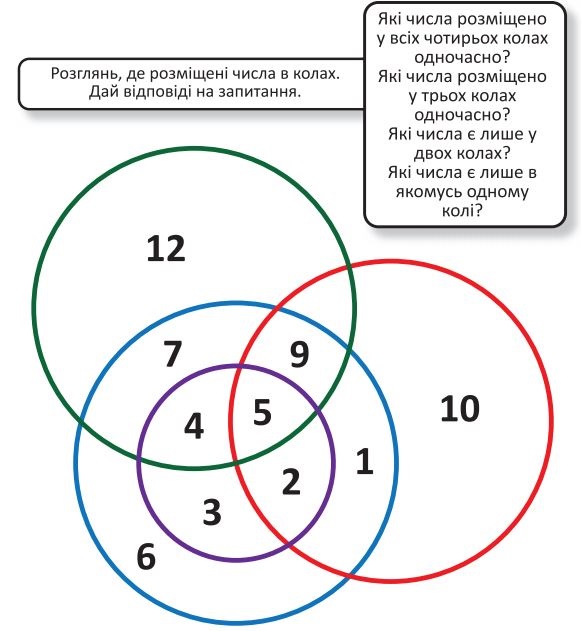 Розглянь, де розміщені числа в колах.
Дай відповіді на запитання.
Які числа розміщено
у всіх чотирьох колах
одночасно?
Які числа розміщено
у трьох колах
одночасно?
Які числа є лише у
двох колах?
Які числа є лише в
якомусь одному
колі?
12
7
9
4
5
10
1
2
3
6